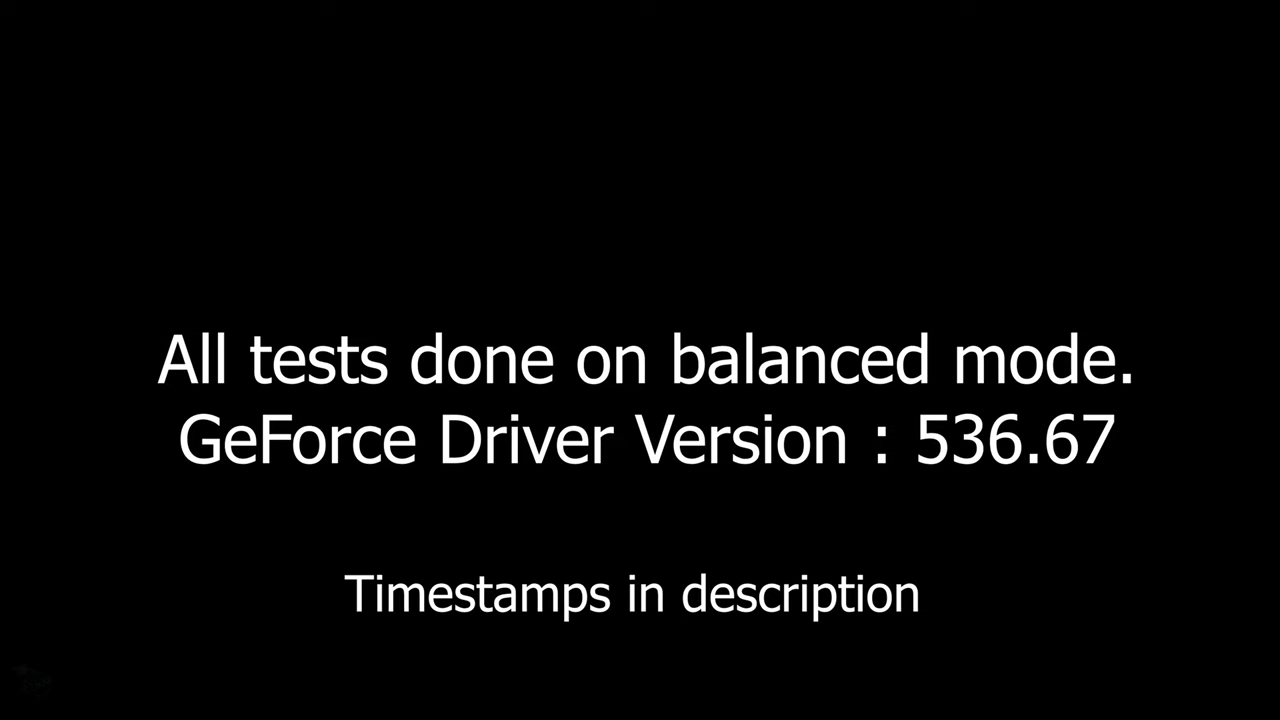 All tests done on balanced mode.
GeForce Driver Version : 536.67
Timestamps in description